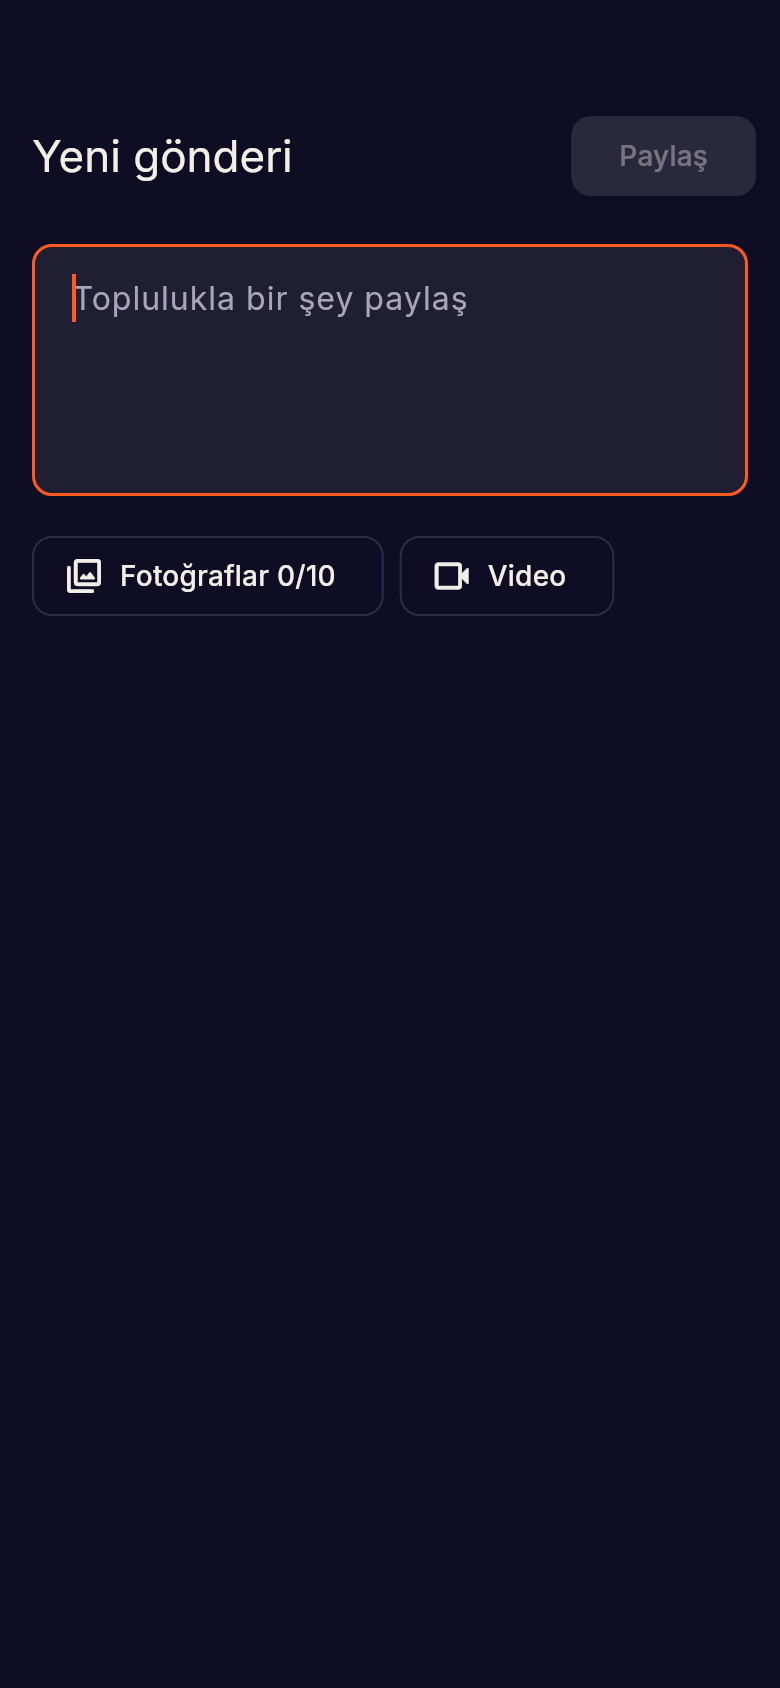 Yeni gönderi
Paylaş
Toplulukla bir şey paylaş
Fotoğraflar 0/10
Video